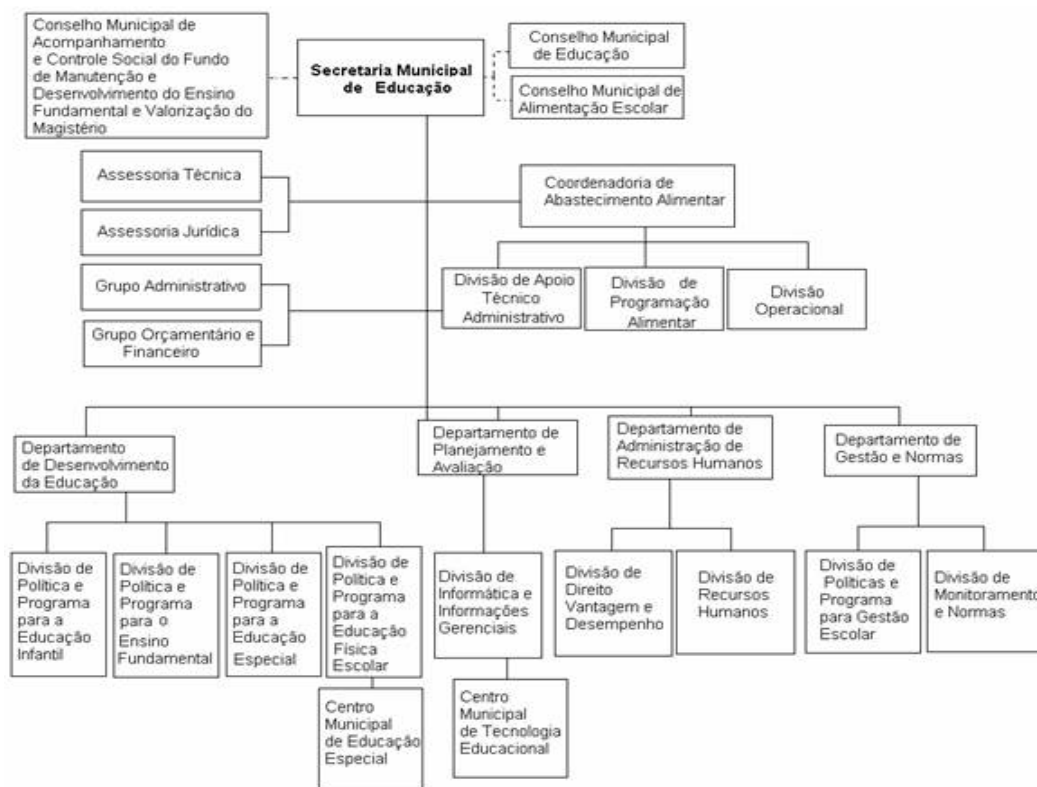 Conselho Municipal de
Acompanhamento
e Controle Social do Fundo
de Manutenção e
Desenvolvimento do Ensino
Fundamental e Valorização do
Magistério
Secretaria Municipal
de Educação
Conselho Municipal
de Educação
Conselho Municipal de
Alimentação Escolar
Assessoria Técnica
Assessoria Jurídica
Coordenadoria de
Abastecimento Alimentar
Grupo Administrativo
Grupo Orçamentário e
Financeiro
Divisão de Apoio
Técnico
Administrativo
Divisão de
Programação
Alimentar
Divisão
Operacional
Departamento
de Desenvolvimento
da Educação
Departamento de
Planejamento e
Avaliação
Departamento de
Administração de
Recursos Humanos
Departamento de
Gestão e Normas
Divisão de
Política e
Programa
para a
Educação
Infantil
Divisão de
Política e
Programa
para o
Ensino
Fundamental
Divisão de
Política e
Programa
para a
Educação
Especial
Divisão de
Política e
Programa
para a
Educação
Física
Escolar
Divisão de
Informática e
Informações
Gerenciais
Divisão de
Direito
Vantagem e
Desempenho
Divisão de
Recursos
Humanos
Divisão de
Políticas e
Programa
para Gestão
Escolar
Divisão de
Monitoramento
e Normas
Centro
Municipal
de Educação
Especial
Centro
Municipal
de Tecnologia
Educacional